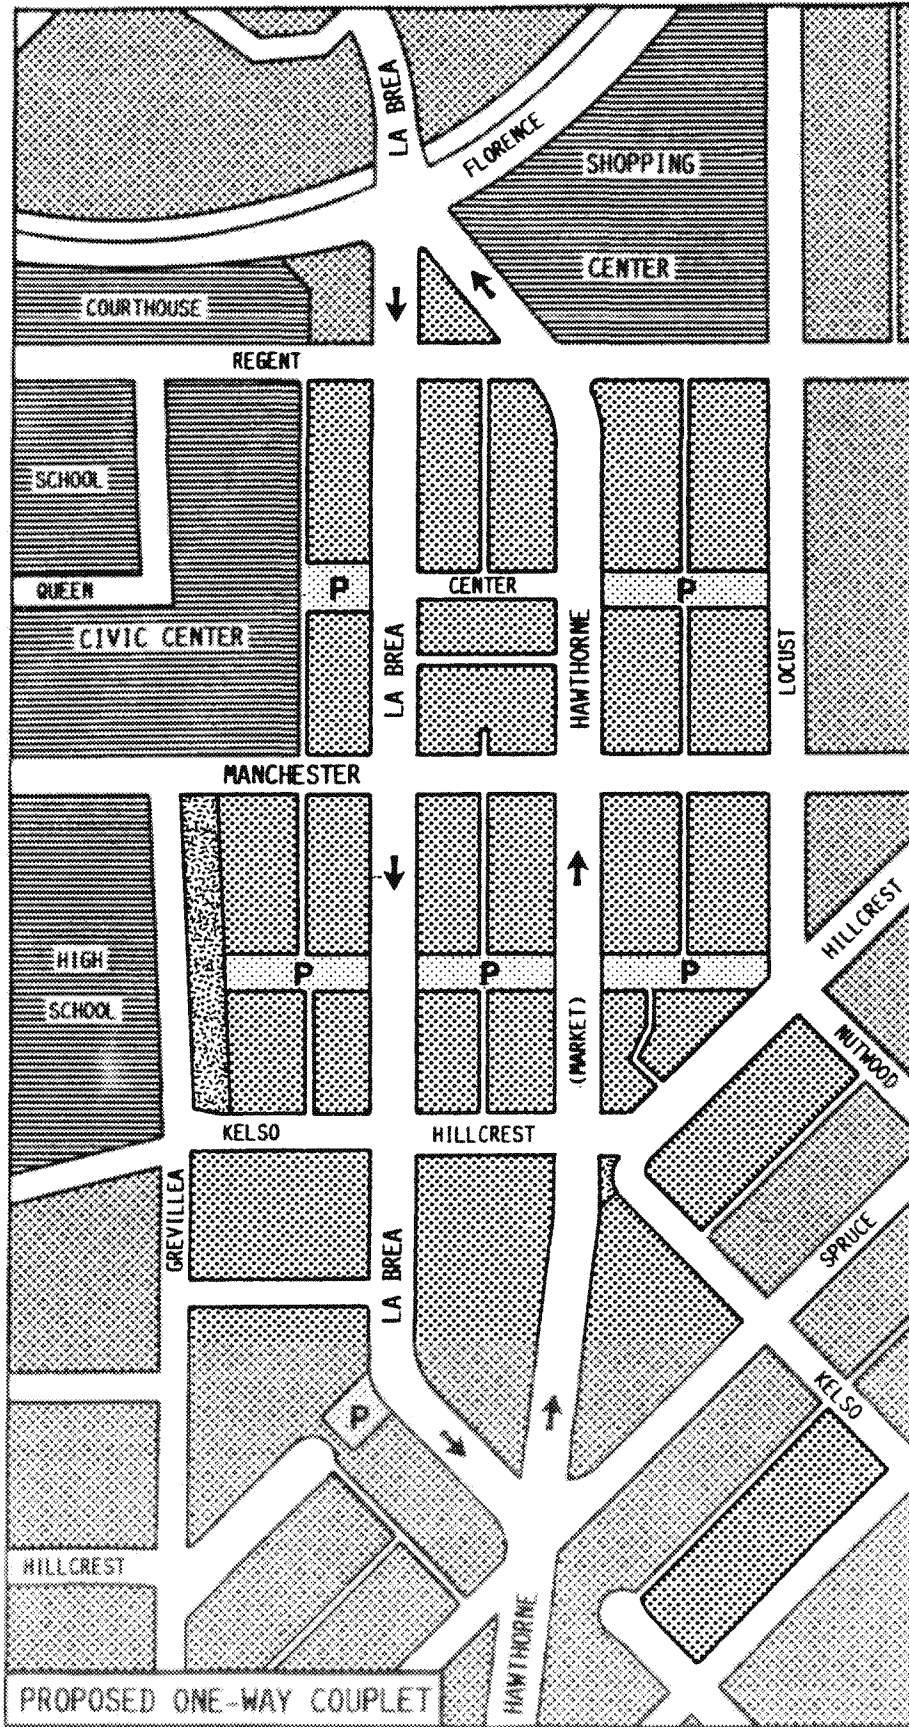 LA BREA
FLORENCE
SHOPPING
CENTER
COURTHOUSE
REGENT
SCHOOL
QUEEN
P
CENTER
P
CIVIC CENTER
LA BREA
HAWTHORNE
LOCUST
MANCHESTER
HILLCREST
HIGH
SCHOOL
P
P
P
(MARKET)
NUTWOOD
KELSO
HILLCREST
GREVILLEA
LA BREA
SPRUCE
KELSO
P
HILLCREST
HAWTHORNE
PROPOSED ONE-WAY COUPLET